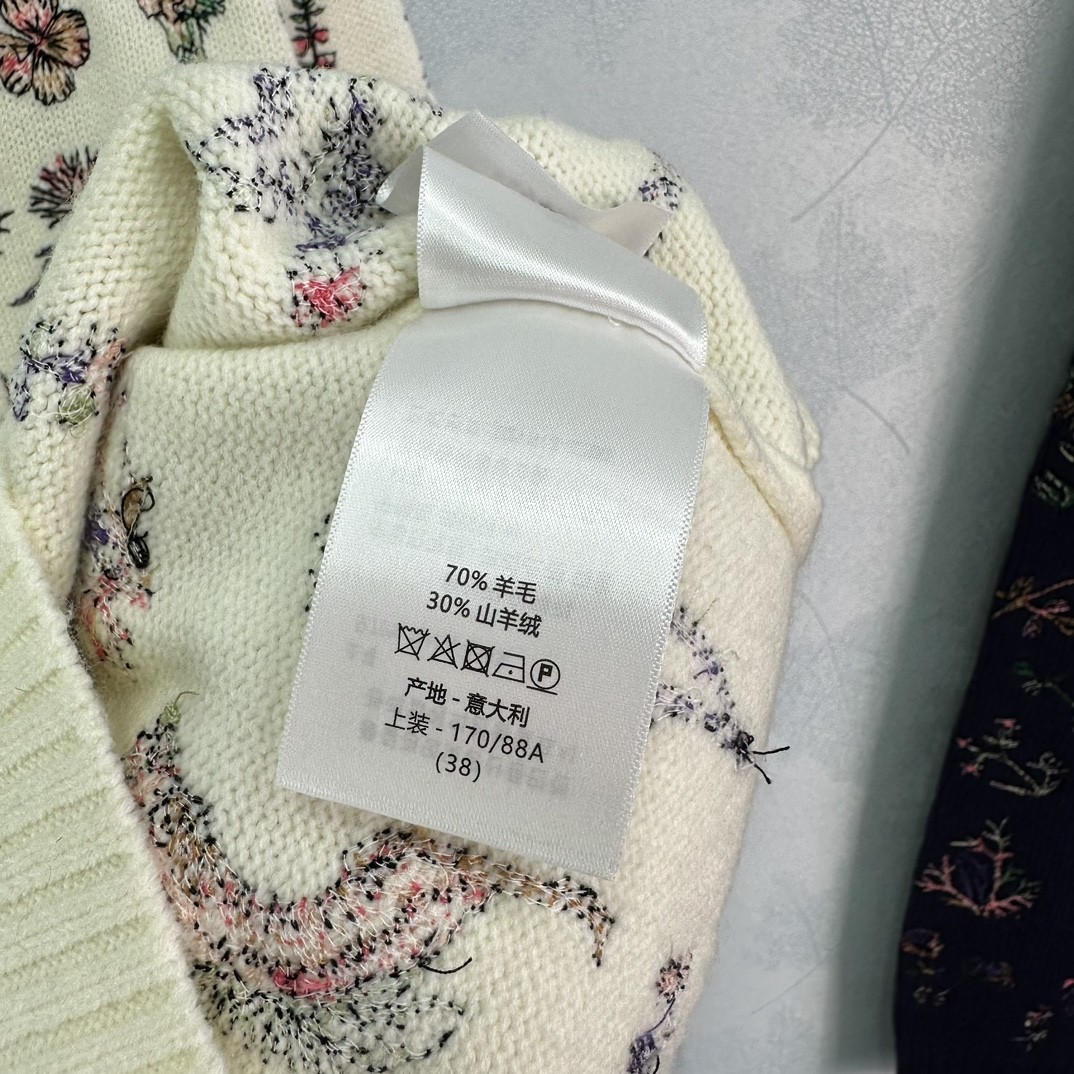 70% 羊毛
30% 山羊绒
P
产地 - 意大利
上装 - 170/88A
(38)